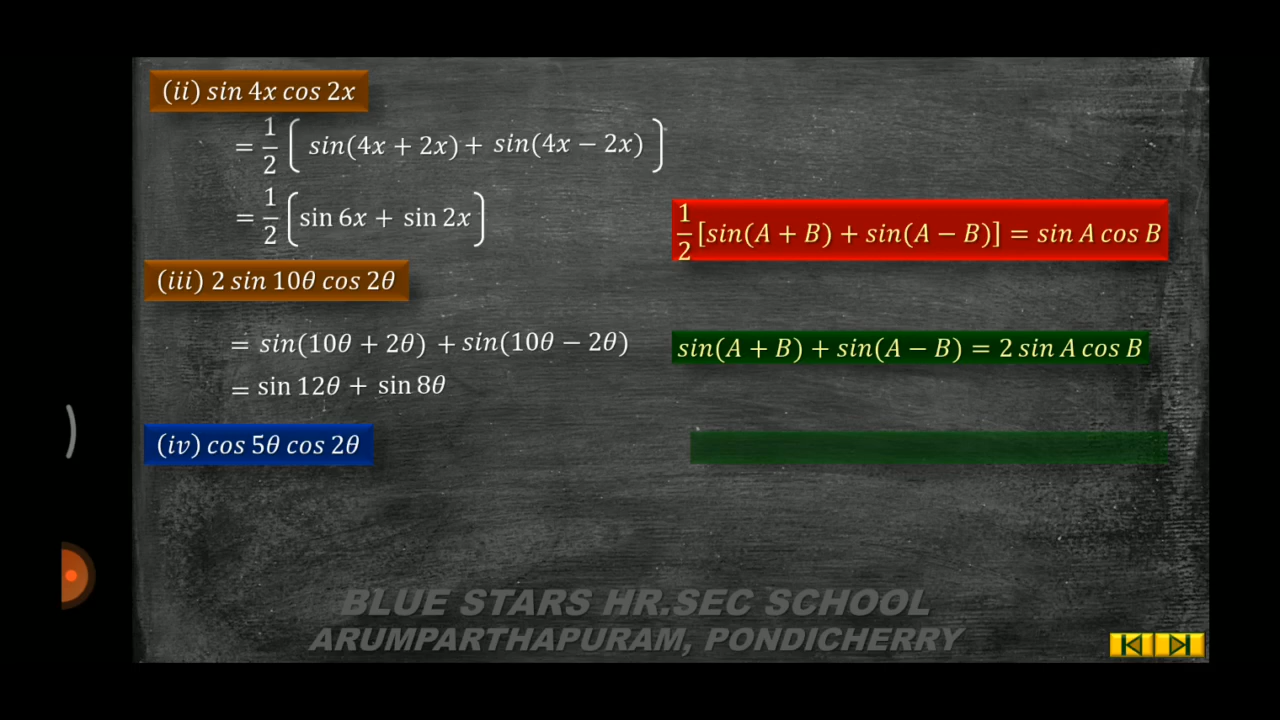 (ii) sin 4x cos 2x
= 1/2 [ sin(4x + 2x) + sin(4x − 2x) ]
= 1/2 [ sin 6x + sin 2x ]
1/2 [sin(A + B) + sin(A − B)] = sin A cos B
(iii) 2 sin 10θ cos 2θ
= sin(10θ + 2θ) + sin(10θ − 2θ)
sin(A + B) + sin(A − B) = 2 sin A cos B
= sin 12θ + sin 8θ
(iv) cos 5θ cos 2θ
BLUE STARS HR.SEC SCHOOL
ARUMPARTHAPURAM, PONDICHERRY